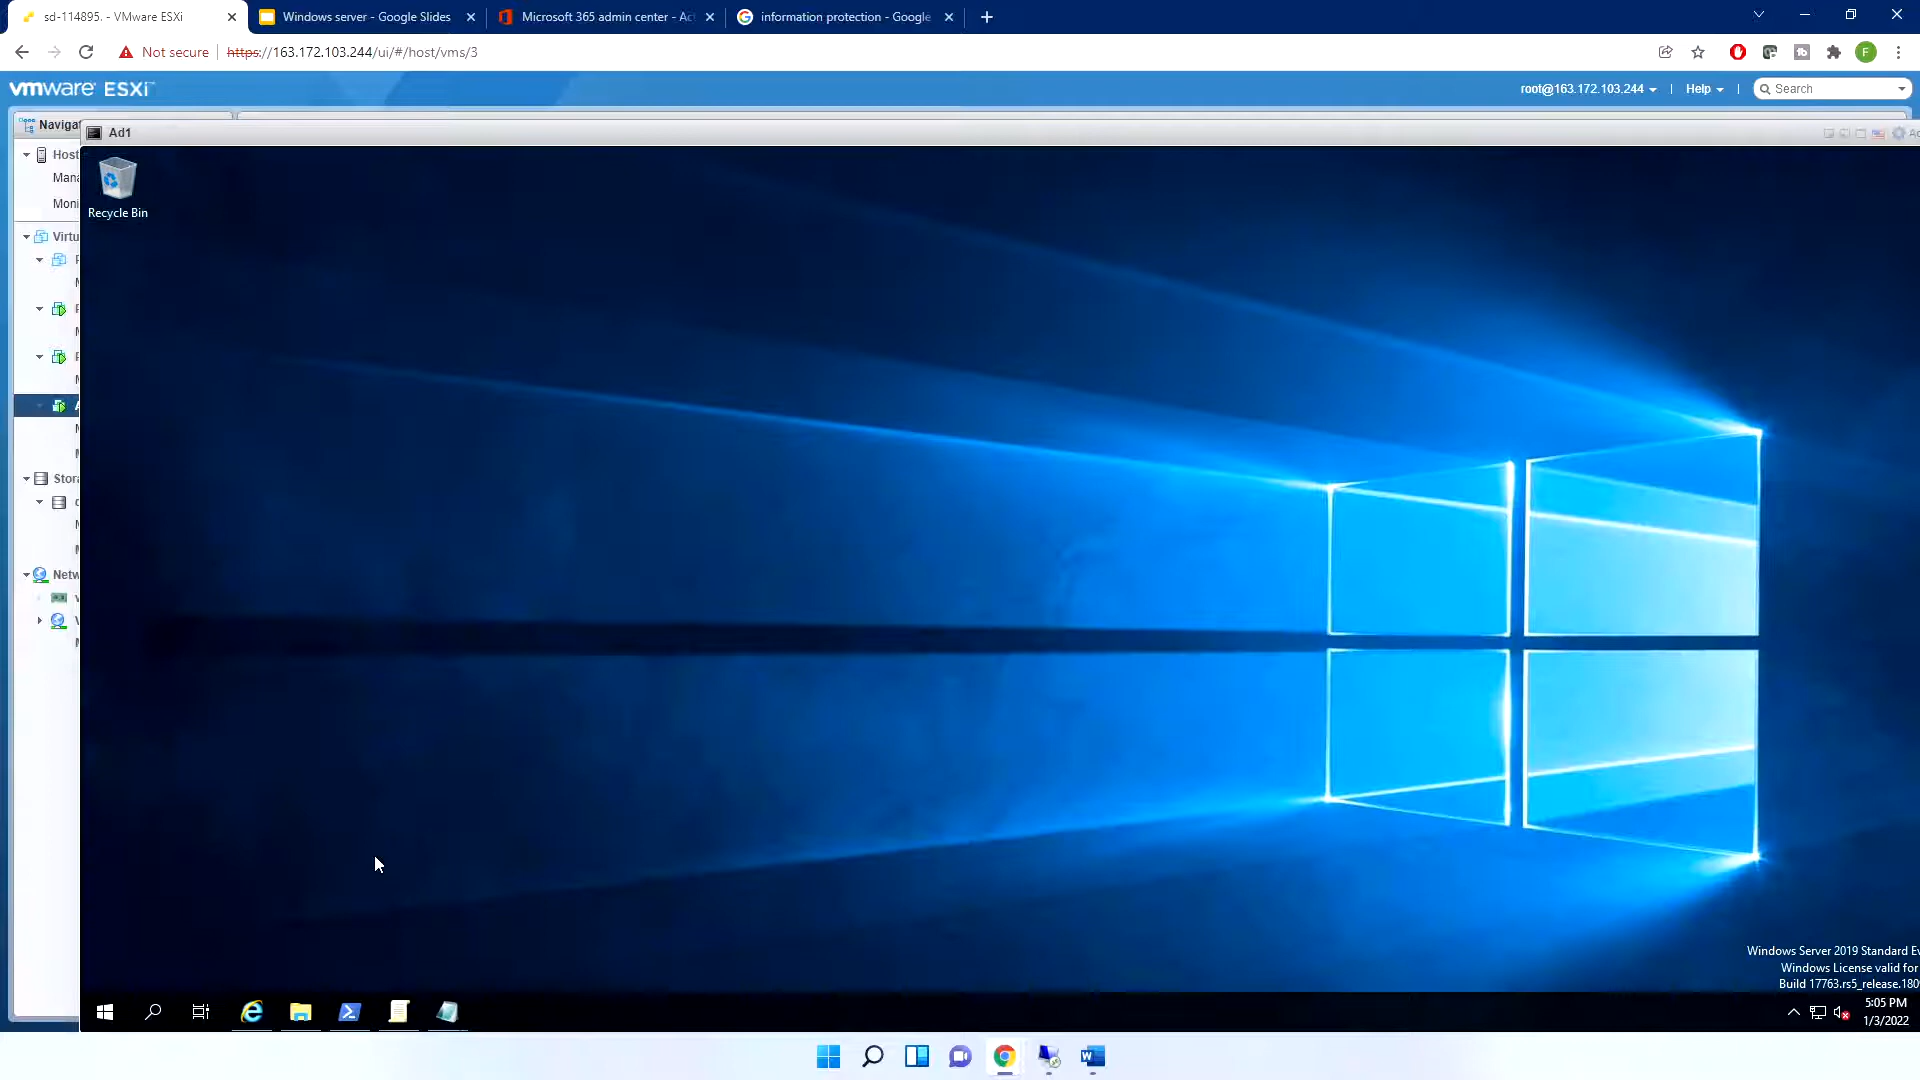 sd-114895. - VMware ESXi
Windows server - Google Slides
Microsoft 365 admin center - Ac
information protection - Google
Not secure
https://163.172.103.244/ui/#/host/vms/3
F
vmware ESXi
root@163.172.103.244
Help
Search
Naviga
Ad1
Host
Mana
Moni
Virtu
Stora
Netw
Recycle Bin
Windows Server 2019 Standard Ev
Windows License valid for
Build 17763.rs5_release.180
5:05 PM
1/3/2022